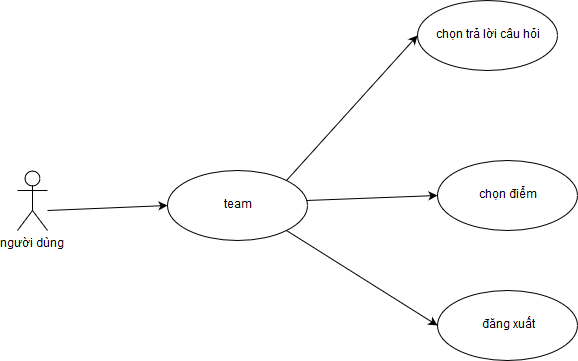 chọn trả lời câu hỏi
team
chọn điểm
người dùng
đăng xuất